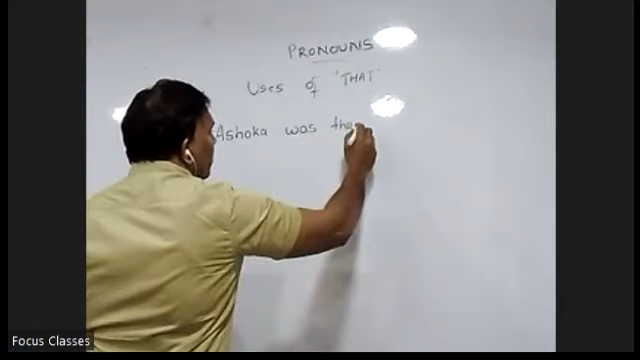 PRONOUNS
Uses of 'THAT'
Ashoka was the
Focus Classes